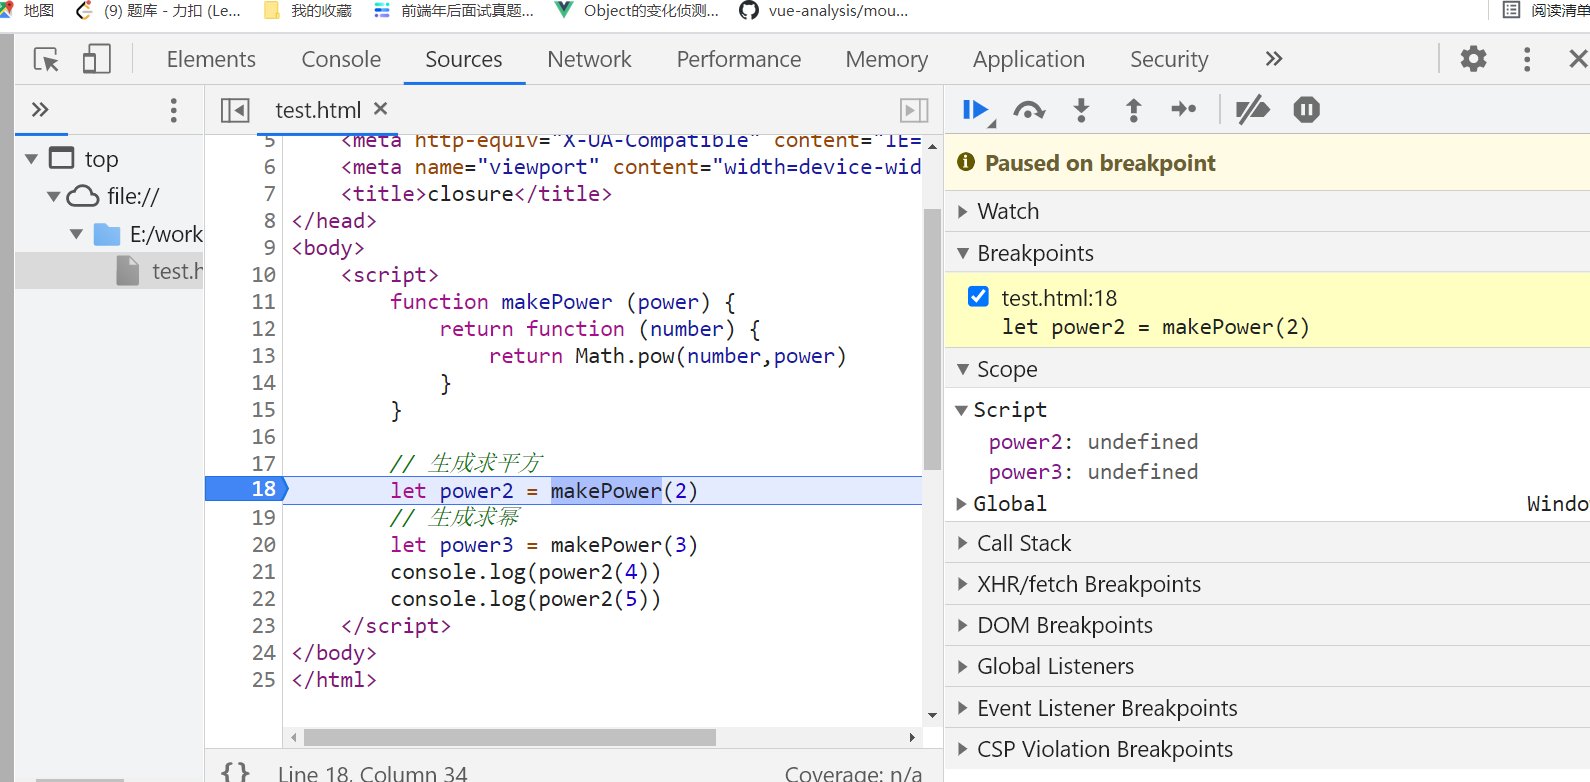 地图 (9) 题库 - 力扣 (Le... 我的收藏 前端年后面试真题... Object的变化侦测... vue-analysis/mou... 阅读清单
Elements Console Sources Network Performance Memory Application Security
test.html
top
file://
E:/work
test.h
5 <meta http-equiv="X-UA-Compatible" content="IE=
6 <meta name="viewport" content="width=device-wid
7 <title>closure</title>
8 </head>
9 <body>
10 <script>
11 function makePower (power) {
12 return function (number) {
13 return Math.pow(number,power)
14 }
15 }
16
17 // 生成求平方
18 let power2 = makePower(2)
19 // 生成求幂
20 let power3 = makePower(3)
21 console.log(power2(4))
22 console.log(power2(5))
23 </script>
24 </body>
25 </html>
{} Line 18, Column 34 Coverage: n/a
Paused on breakpoint
Watch
Breakpoints
test.html:18
let power2 = makePower(2)
Scope
Script
power2: undefined
power3: undefined
Global Windo
Call Stack
XHR/fetch Breakpoints
DOM Breakpoints
Global Listeners
Event Listener Breakpoints
CSP Violation Breakpoints